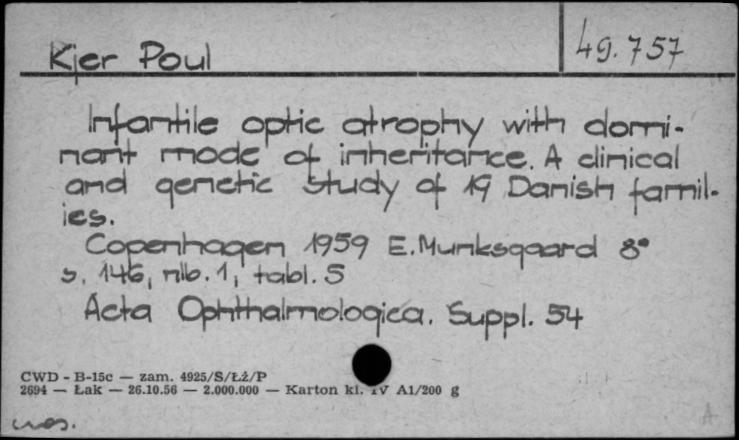 49.757
Kjer Poul
Infantile optic atrophy with domi-
nant mode of inheritance. A clinical
and genetic study of 19 Danish famil-
ies.
Copenhagen 1959 E.Munksgaard 8°
s. 146, nlb. 1, tabl. 5
Acta Ophthalmologica. Suppl. 54
CWD - B-15c — zam. 4925/S/Łż/P
2694 — Łak — 26.10.56 — 2.000.000 — Karton kl. IV A1/200 g
A